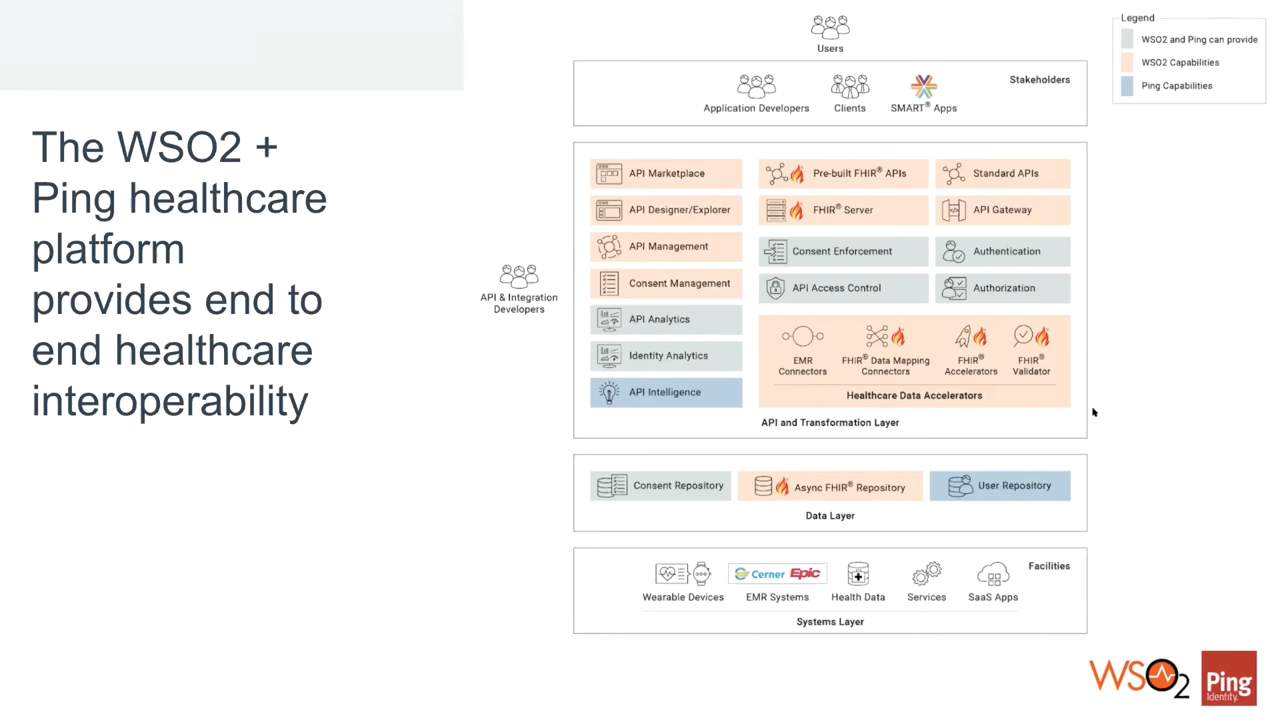 The WSO2 +
Ping healthcare
platform
provides end to
end healthcare
interoperability
Users
Legend
WSO2 and Ping can provide
WSO2 Capabilities
Ping Capabilities
Stakeholders
Application Developers
Clients
SMART® Apps
API & Integration
Developers
API Marketplace
API Designer/Explorer
API Management
Consent Management
API Analytics
Identity Analytics
API Intelligence
Pre-built FHIR® APIs
Standard APIs
FHIR® Server
API Gateway
Consent Enforcement
Authentication
API Access Control
Authorization
EMR
Connectors
FHIR® Data Mapping
Connectors
FHIR®
Accelerators
FHIR®
Validator
Healthcare Data Accelerators
API and Transformation Layer
Consent Repository
Async FHIR® Repository
User Repository
Data Layer
Facilities
Cerner
Epic
Wearable Devices
EMR Systems
Health Data
Services
SaaS Apps
Systems Layer
WSO2
Ping
Identity.